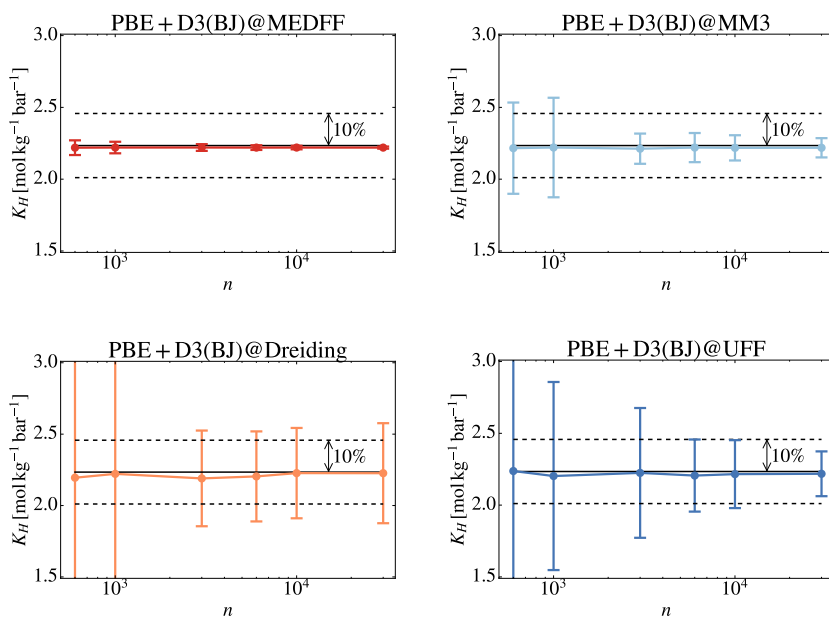 PBE + D3(BJ)@MEDFF
3.0
2.5
2.0
1.5
K_H [mol kg⁻¹ bar⁻¹]
10%
10³
10⁴
n
PBE + D3(BJ)@MM3
3.0
2.5
2.0
1.5
K_H [mol kg⁻¹ bar⁻¹]
10%
10³
10⁴
n
PBE + D3(BJ)@Dreiding
3.0
2.5
2.0
1.5
K_H [mol kg⁻¹ bar⁻¹]
10%
10³
10⁴
n
PBE + D3(BJ)@UFF
3.0
2.5
2.0
1.5
K_H [mol kg⁻¹ bar⁻¹]
10%
10³
10⁴
n